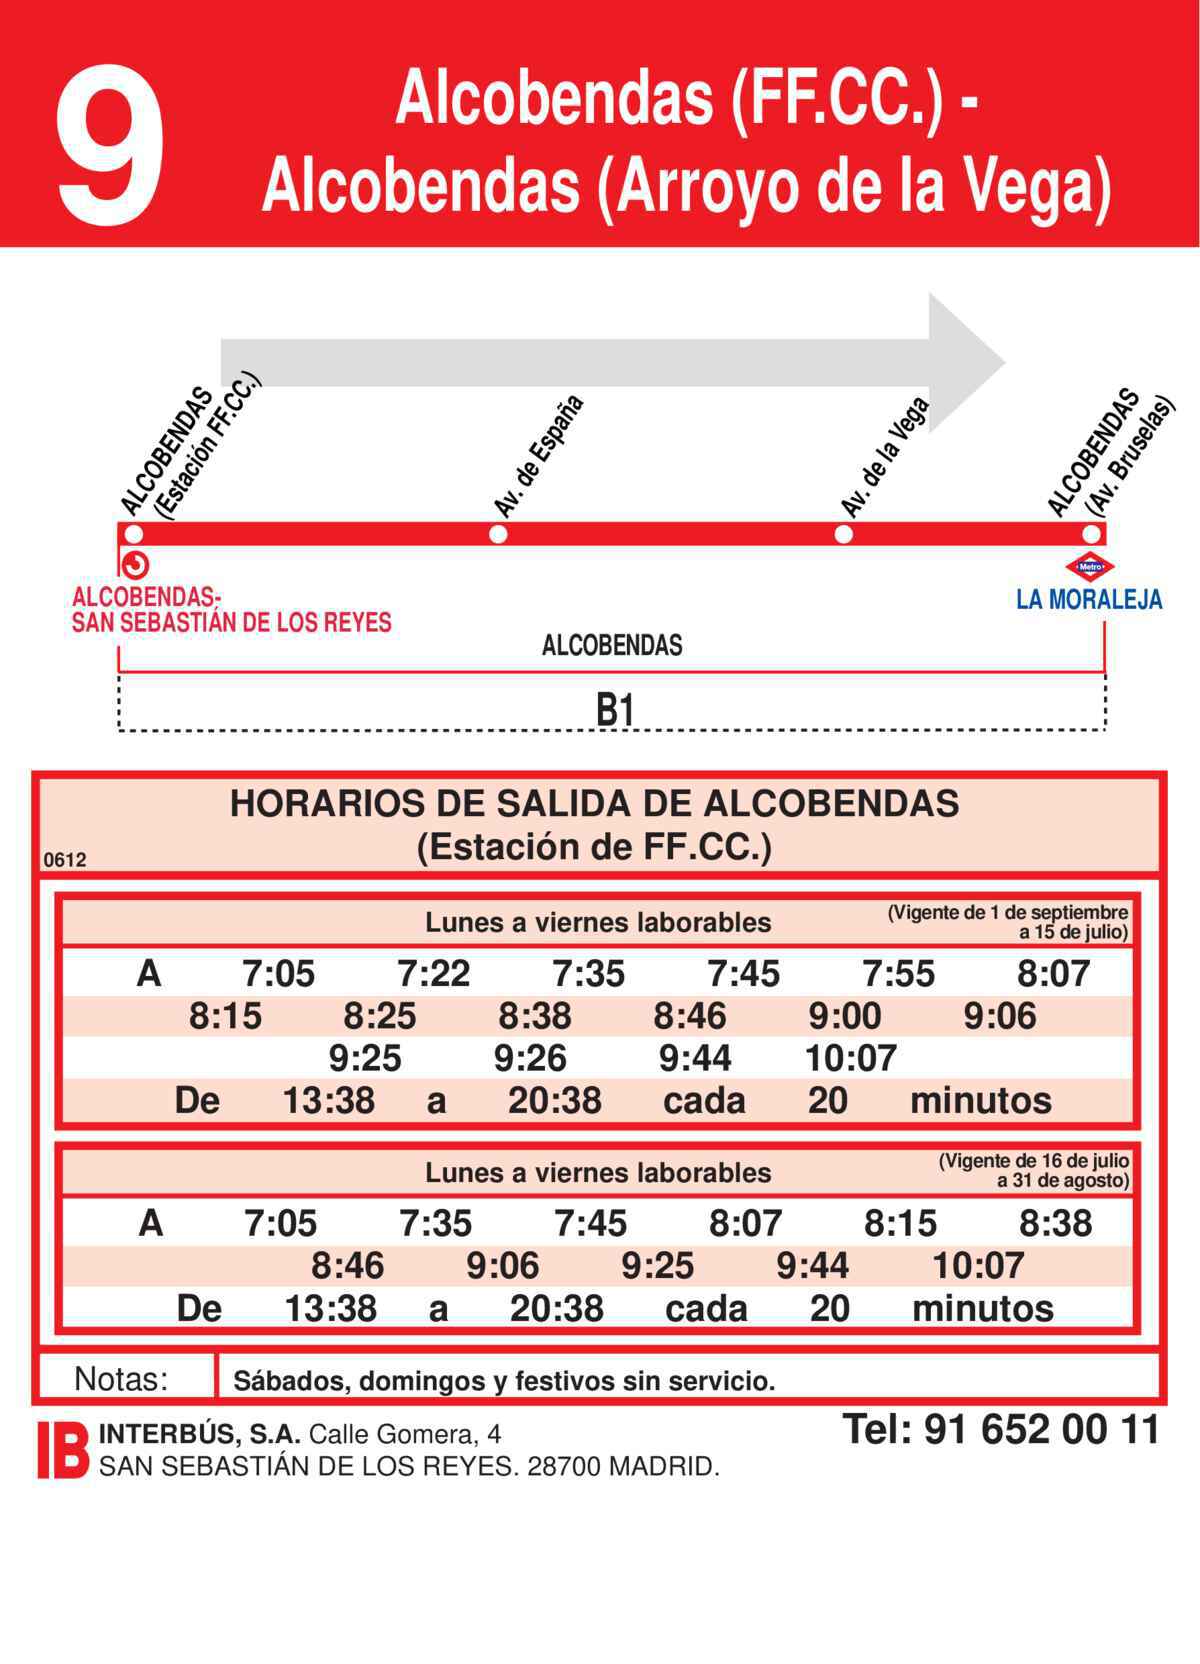 9
Alcobendas (FF.CC.) -
Alcobendas (Arroyo de la Vega)
ALCOBENDAS
(Estación FF.CC.)
Av. de España
Av. de la Vega
ALCOBENDAS
(Av. Bruselas)
Metro
ALCOBENDAS-
SAN SEBASTIÁN DE LOS REYES
LA MORALEJA
ALCOBENDAS
B1
HORARIOS DE SALIDA DE ALCOBENDAS
(Estación de FF.CC.)
0612
Lunes a viernes laborables
(Vigente de 1 de septiembre
a 15 de julio)
A 7:05 7:22 7:35 7:45 7:55 8:07
8:15 8:25 8:38 8:46 9:00 9:06
9:25 9:26 9:44 10:07
De 13:38 a 20:38 cada 20 minutos
Lunes a viernes laborables
(Vigente de 16 de julio
a 31 de agosto)
A 7:05 7:35 7:45 8:07 8:15 8:38
8:46 9:06 9:25 9:44 10:07
De 13:38 a 20:38 cada 20 minutos
Notas: Sábados, domingos y festivos sin servicio.
IB INTERBÚS, S.A. Calle Gomera, 4
SAN SEBASTIÁN DE LOS REYES. 28700 MADRID.
Tel: 91 652 00 11